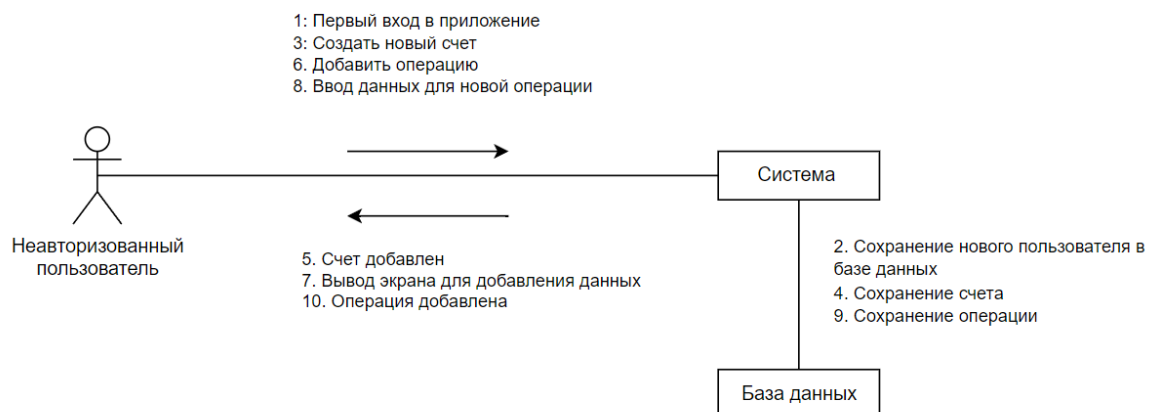 1: Первый вход в приложение
3: Создать новый счет
6. Добавить операцию
8. Ввод данных для новой операции
Система
Неавторизованный
пользователь
5. Счет добавлен
7. Вывод экрана для добавления данных
10. Операция добавлена
2. Сохранение нового пользователя в
базе данных
4. Сохранение счета
9. Сохранение операции
База данных